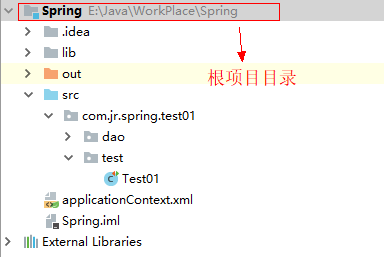 Spring E:\Java\WorkPlace\Spring
.idea
lib
out
根项目目录
src
com.jr.spring.test01
dao
test
Test01
applicationContext.xml
Spring.iml
External Libraries